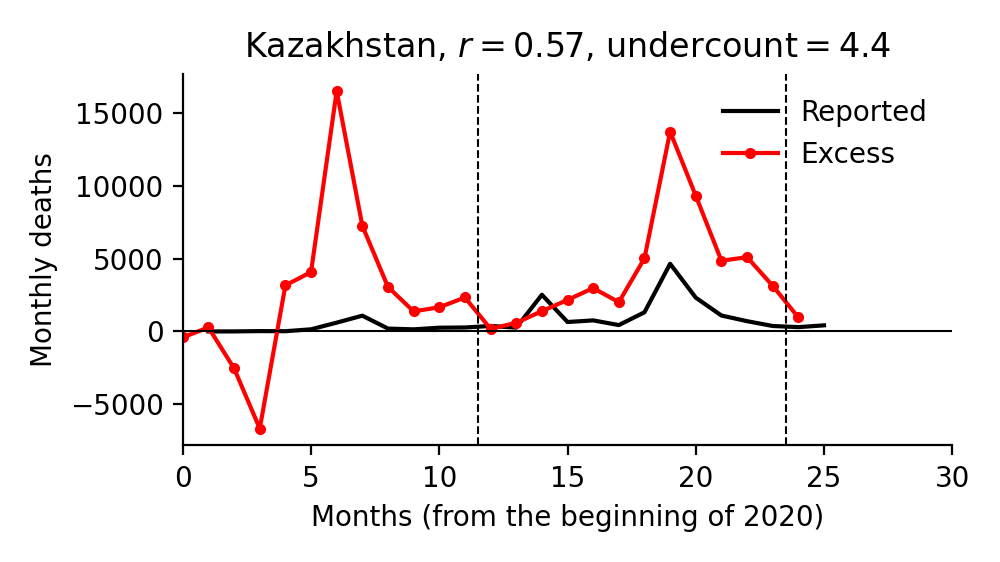 Kazakhstan, r = 0.57, undercount = 4.4
Reported
Excess
Monthly deaths
15000
10000
5000
0
−5000
0 5 10 15 20 25 30
Months (from the beginning of 2020)